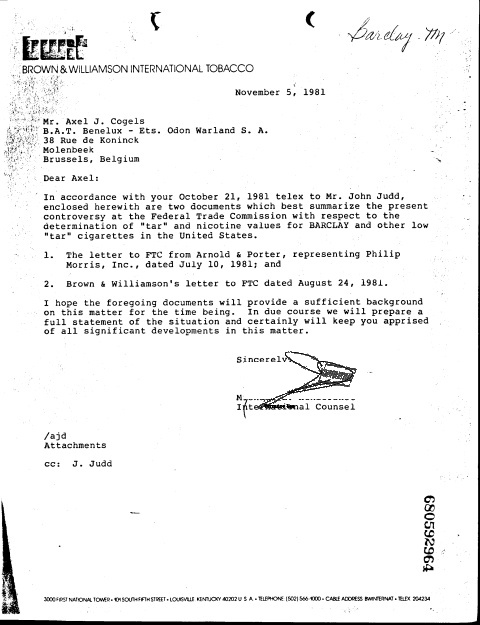 Barclay
BROWN & WILLIAMSON INTERNATIONAL TOBACCO
November 5, 1981
Mr. Axel J. Cogels
B.A.T. Benelux - Ets. Odon Warland S. A.
38 Rue de Koninck
Molenbeek
Brussels, Belgium
Dear Axel:
In accordance with your October 21, 1981 telex to Mr. John Judd,
enclosed herewith are two documents which best summarize the present
controversy at the Federal Trade Commission with respect to the
determination of "tar" and nicotine values for BARCLAY and other low
"tar" cigarettes in the United States.
1. The letter to FTC from Arnold & Porter, representing Philip
Morris, Inc., dated July 10, 1981; and
2. Brown & Williamson's letter to FTC dated August 24, 1981.
I hope the foregoing documents will provide a sufficient background
on this matter for the time being. In due course we will prepare a
full statement of the situation and certainly will keep you apprised
of all significant developments in this matter.
Sincerely,
M
International Counsel
/ajd
Attachments
cc: J. Judd
680592964
3000 FIRST NATIONAL TOWER • 101 SOUTH FIFTH STREET • LOUISVILLE KENTUCKY 40202 U S A • TELEPHONE (502) 566-1000 • CABLE ADDRESS BWINTERNAT • TELEX 204234